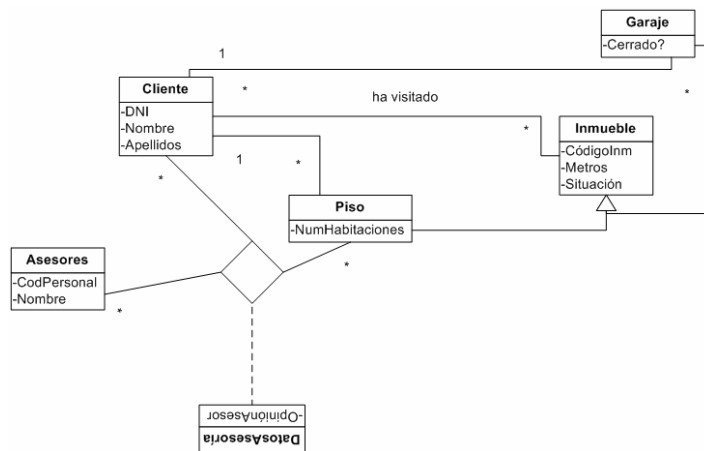 Garaje
-Cerrado?
1
*
Cliente
-DNI
-Nombre
-Apellidos
*
ha visitado
*
Inmueble
-CódigoInm
-Metros
-Situación
1
*
*
Piso
-NumHabitaciones
*
Asesores
-CodPersonal
-Nombre
*
-OpiniónAsesor
DatosAsesoría